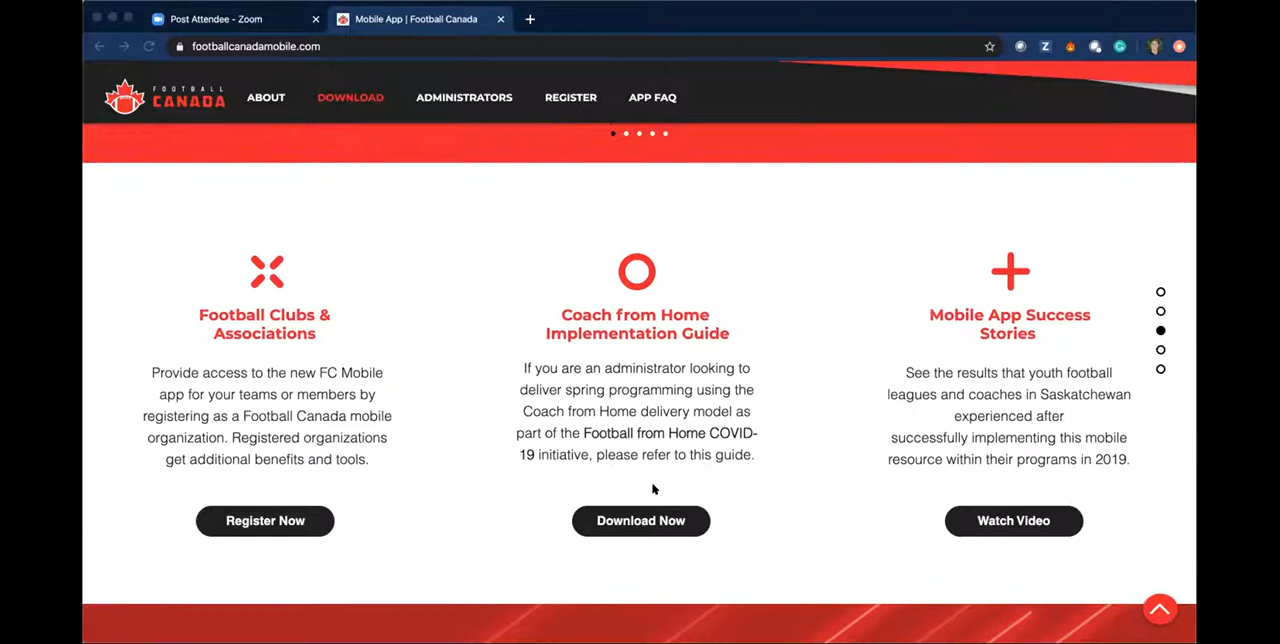 Post Attendee - Zoom
Mobile App | Football Canada
footballcanadamobile.com
FOOTBALL
CANADA
ABOUT
DOWNLOAD
ADMINISTRATORS
REGISTER
APP FAQ
Football Clubs &
Associations
Provide access to the new FC Mobile
app for your teams or members by
registering as a Football Canada mobile
organization. Registered organizations
get additional benefits and tools.
Register Now
Coach from Home
Implementation Guide
If you are an administrator looking to
deliver spring programming using the
Coach from Home delivery model as
part of the Football from Home COVID-
19 initiative, please refer to this guide.
Download Now
Mobile App Success
Stories
See the results that youth football
leagues and coaches in Saskatchewan
experienced after
successfully implementing this mobile
resource within their programs in 2019.
Watch Video